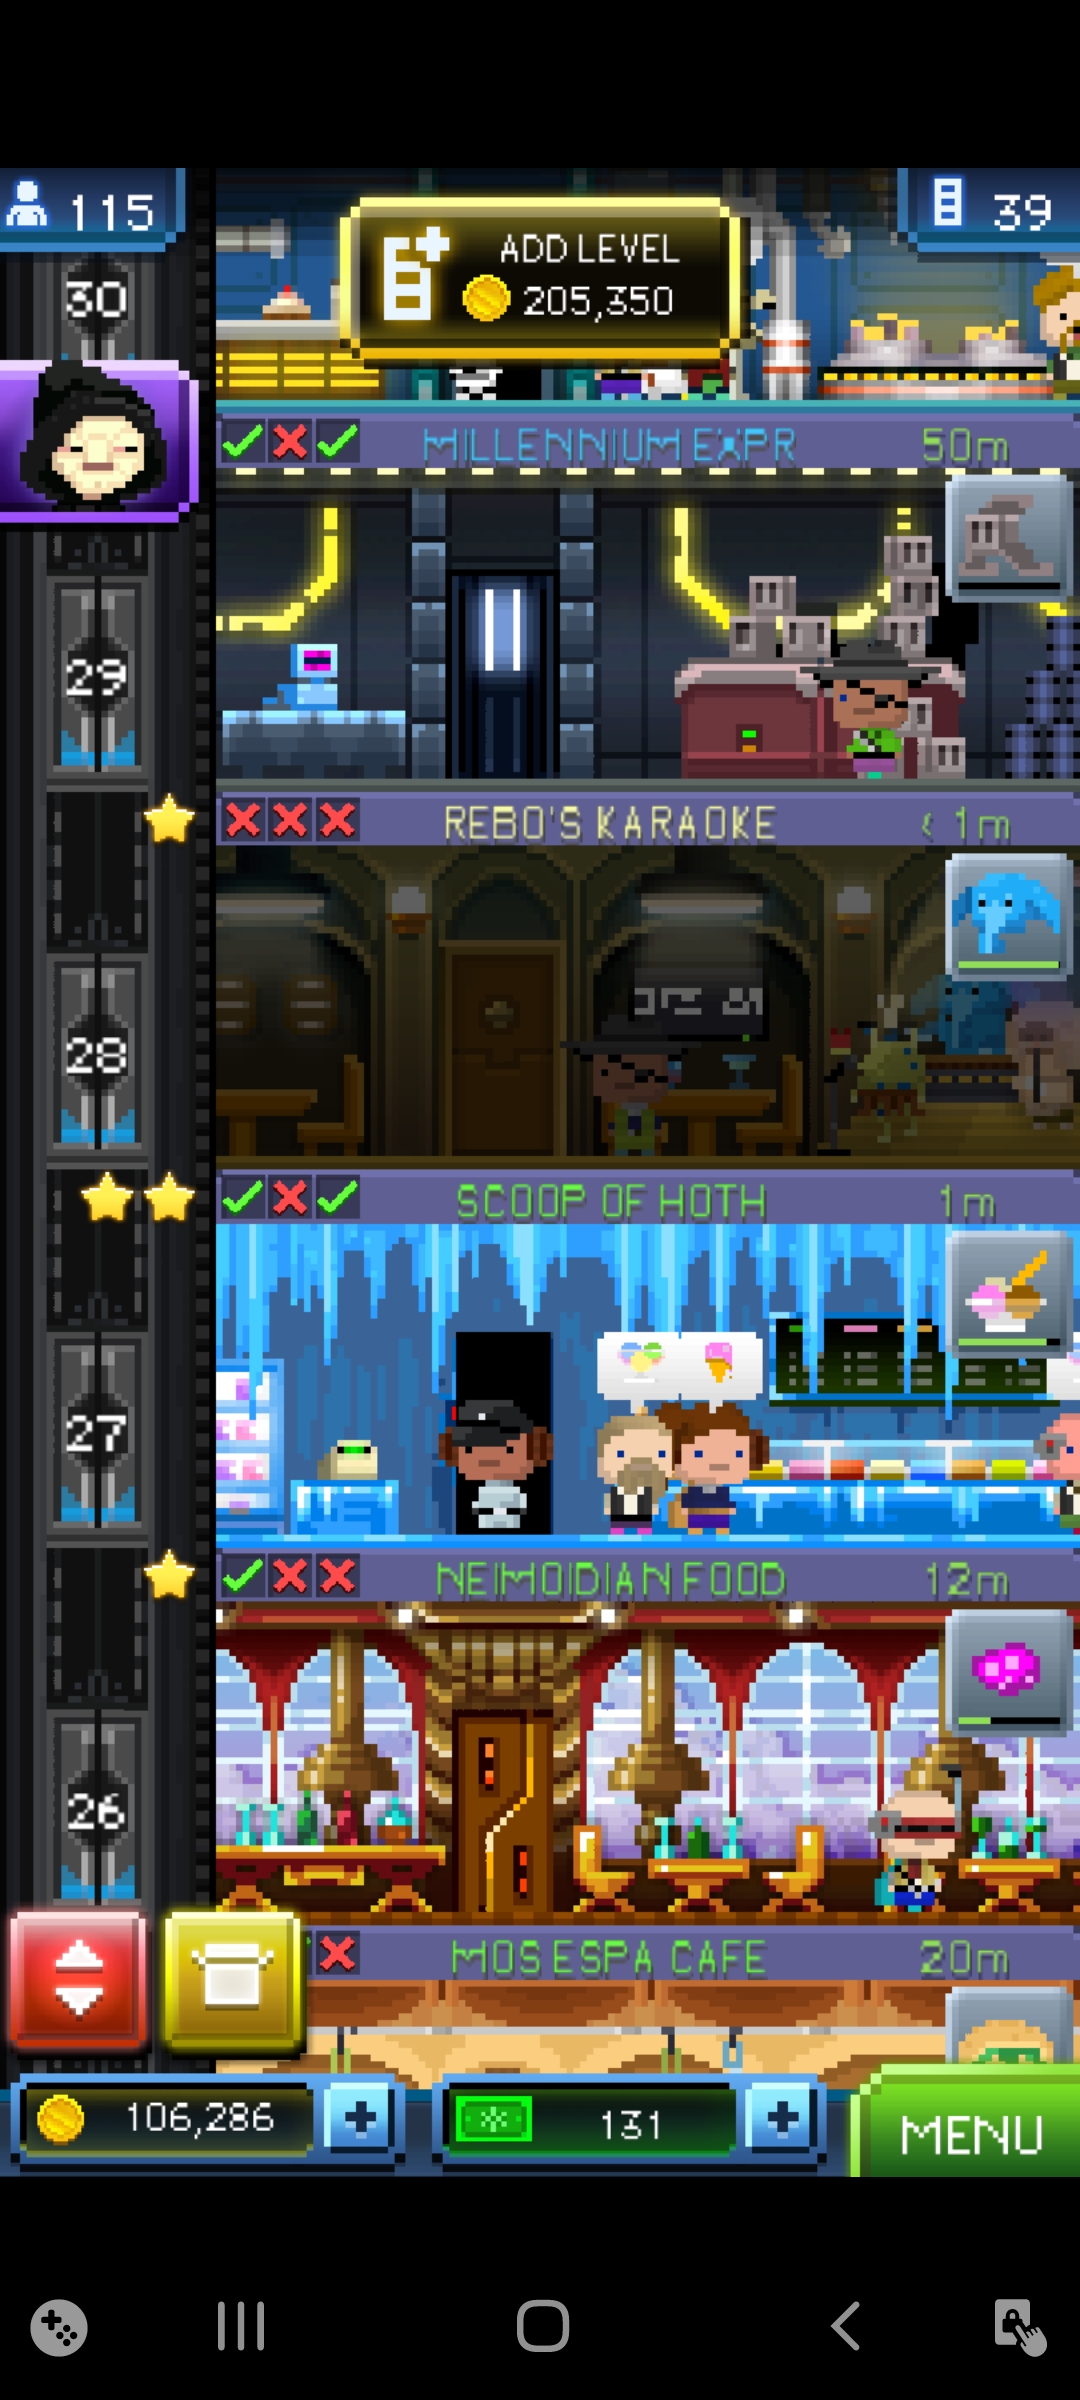 115
ADD LEVEL
205,350
39
30
MILLENNIUM EXPR 50m
29
REBO'S KARAOKE < 1m
28
SCOOP OF HOTH 1m
27
NEIMOIDIAN FOOD 12m
26
MOS ESPA CAFE 20m
106,286
131
MENU